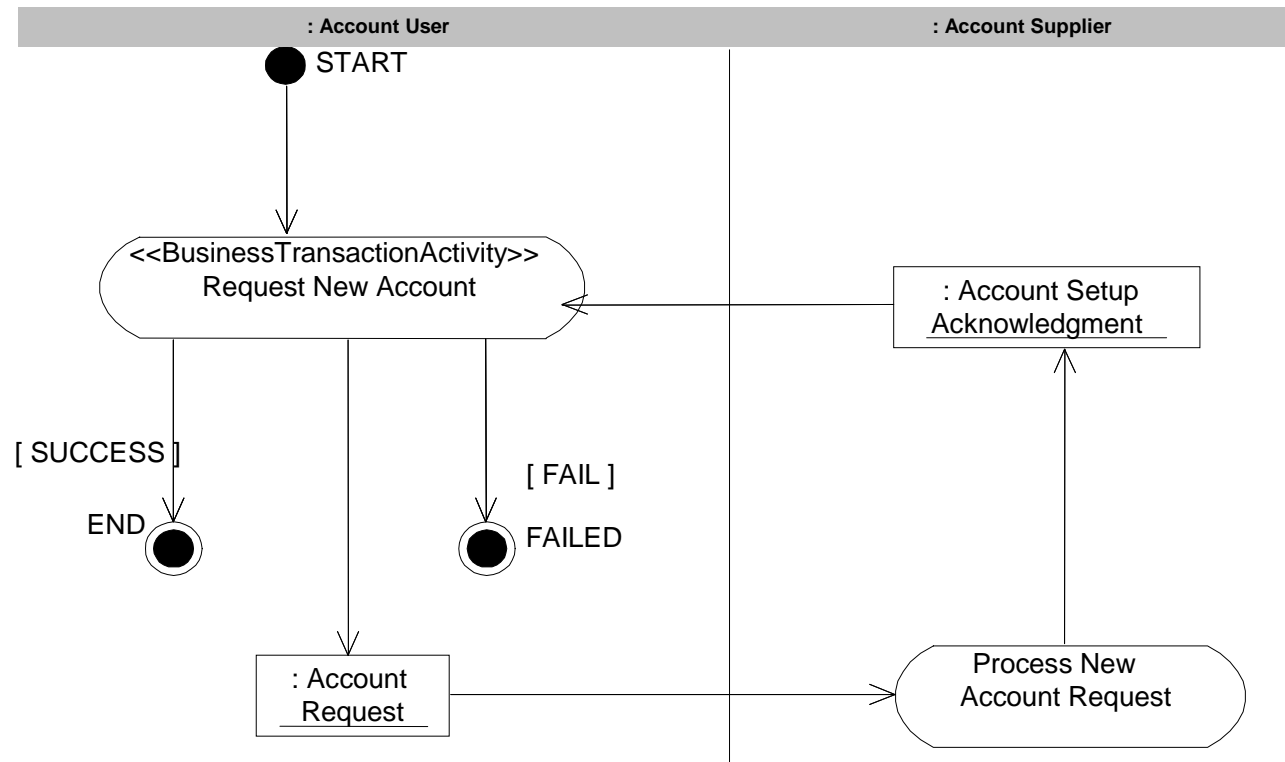 : Account User
: Account Supplier
START
<<BusinessTransactionActivity>>
Request New Account
: Account Setup
Acknowledgment
[ SUCCESS ]
[ FAIL ]
END
FAILED
: Account
Request
Process New
Account Request